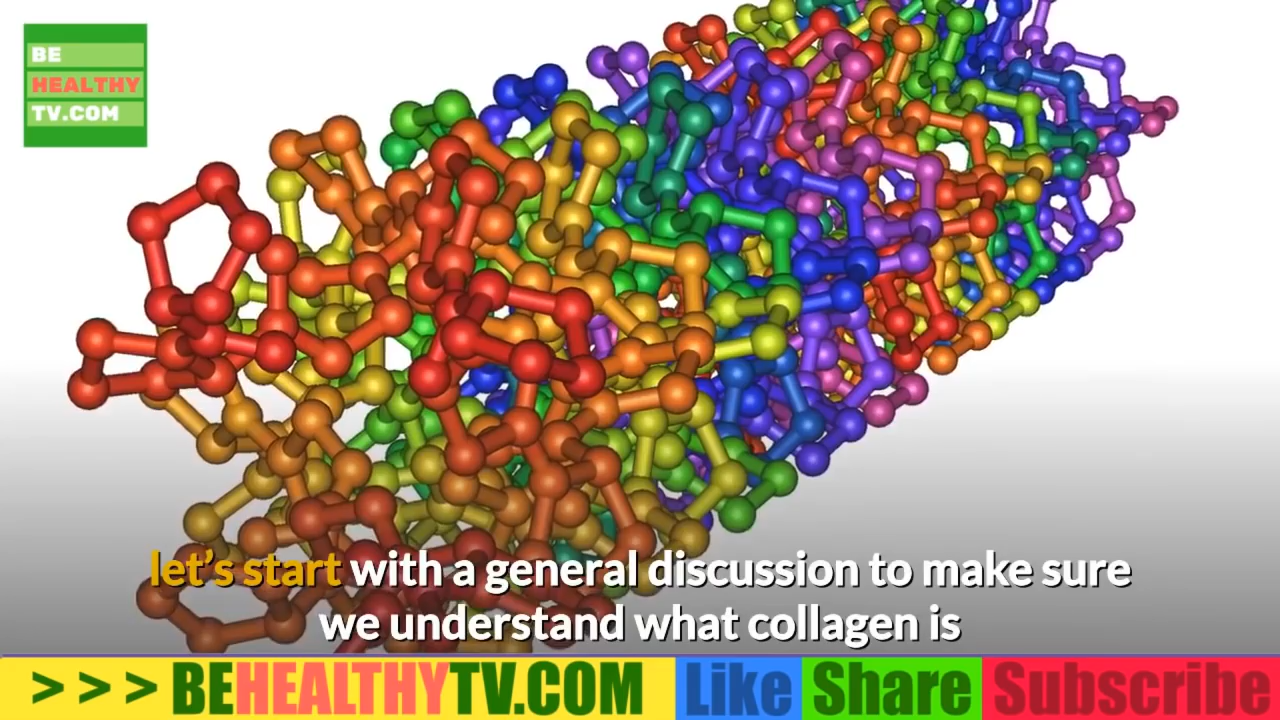 BE
HEALTHY
TV.COM
let's start with a general discussion to make sure
we understand what collagen is
> > > BEHEALTHYTV.COM Like Share Subscribe